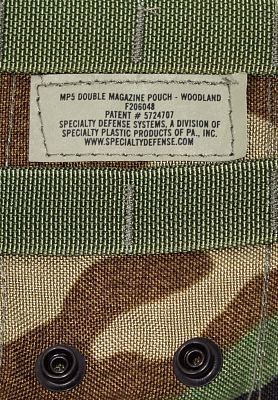 MP5 DOUBLE MAGAZINE POUCH - WOODLAND
F206048
PATENT # 5724707
SPECIALTY DEFENSE SYSTEMS, A DIVISION OF
SPECIALTY PLASTIC PRODUCTS OF PA., INC.
WWW.SPECIALTYDEFENSE.COM